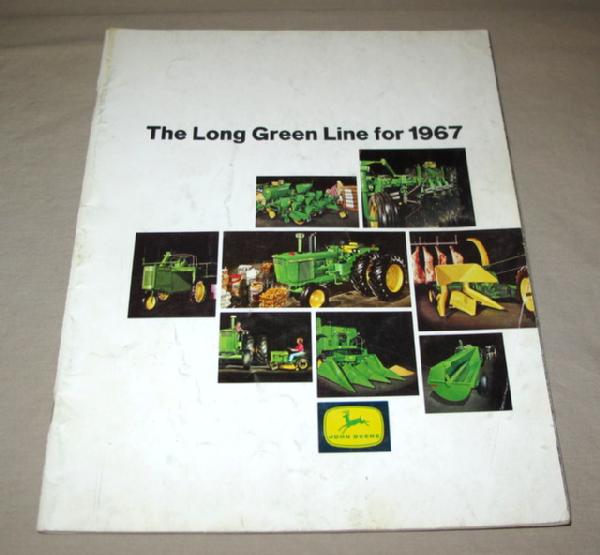 The Long Green Line for 1967
JOHN DEERE